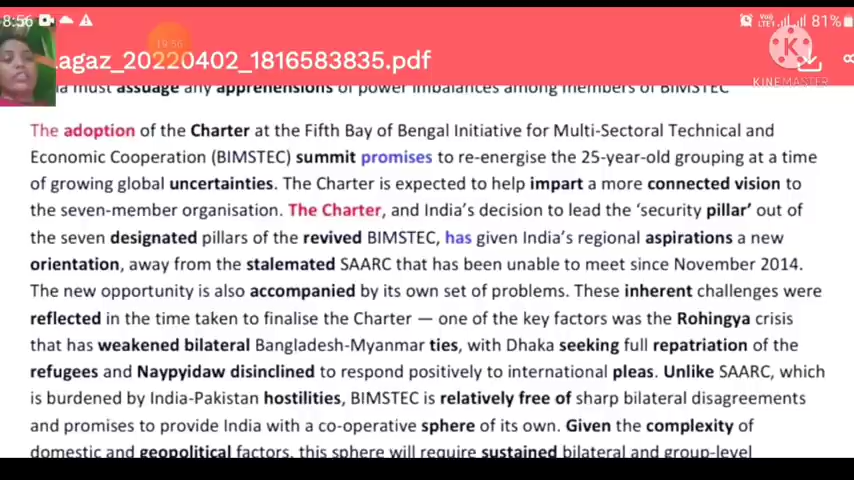 8:56
19:56
81%
agaz_20220402_1816583835.pdf
K
KINEMASTER
must assuage any apprehensions of power imbalances among members of BIMSTEC
The adoption of the Charter at the Fifth Bay of Bengal Initiative for Multi-Sectoral Technical and
Economic Cooperation (BIMSTEC) summit promises to re-energise the 25-year-old grouping at a time
of growing global uncertainties. The Charter is expected to help impart a more connected vision to
the seven-member organisation. The Charter, and India's decision to lead the ‘security pillar’ out of
the seven designated pillars of the revived BIMSTEC, has given India's regional aspirations a new
orientation, away from the stalemated SAARC that has been unable to meet since November 2014.
The new opportunity is also accompanied by its own set of problems. These inherent challenges were
reflected in the time taken to finalise the Charter — one of the key factors was the Rohingya crisis
that has weakened bilateral Bangladesh-Myanmar ties, with Dhaka seeking full repatriation of the
refugees and Naypyidaw disinclined to respond positively to international pleas. Unlike SAARC, which
is burdened by India-Pakistan hostilities, BIMSTEC is relatively free of sharp bilateral disagreements
and promises to provide India with a co-operative sphere of its own. Given the complexity of
domestic and geopolitical factors, this sphere will require sustained bilateral and group-level